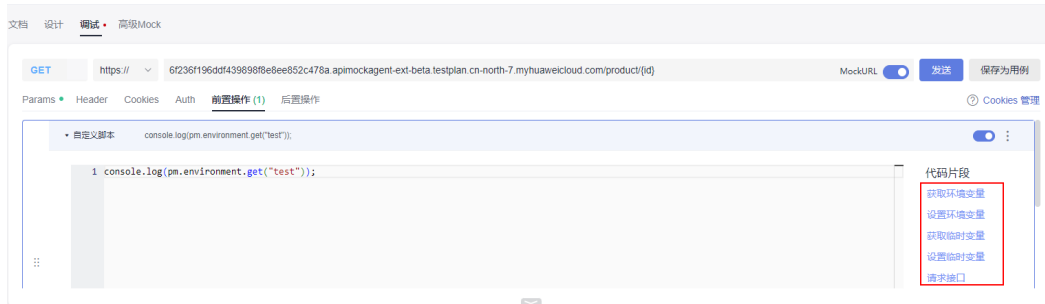 文档 设计 调试 高级Mock
GET https:// 6f236f196ddf439898f8e8ee852c478a.apimockagent-ext-beta.testplan.cn-north-7.myhuaweicloud.com/product/{id} MockURL 发送 保存为用例
Params Header Cookies Auth 前置操作 (1) 后置操作 ? Cookies 管理
自定义脚本 console.log(pm.environment.get("test"));
1 console.log(pm.environment.get("test"));
代码片段
获取环境变量
设置环境变量
获取临时变量
设置临时变量
请求接口